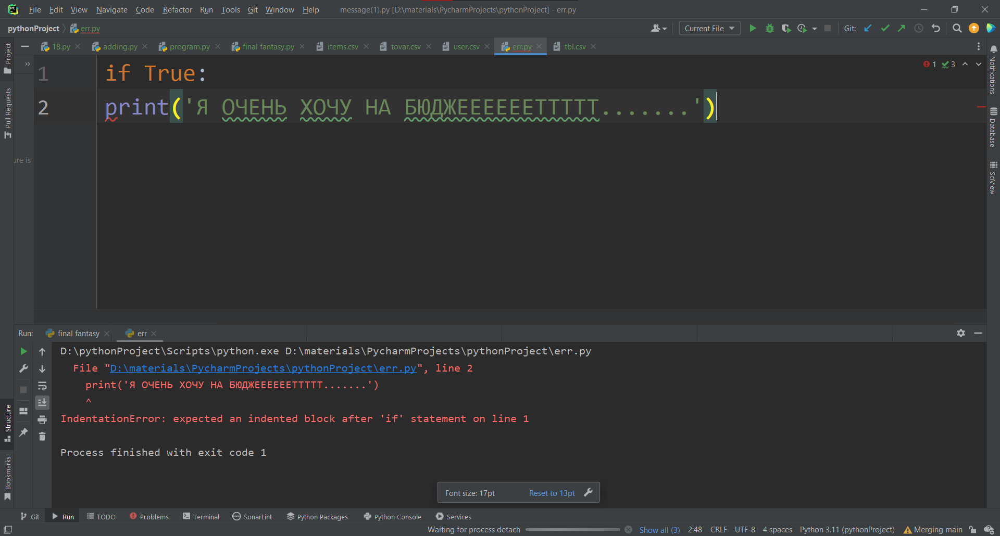 File Edit View Navigate Code Refactor Run Tools Git Window Help message(1).py [D:\materials\PycharmProjects\pythonProject] - err.py
pythonProject err.py Current File Git:
18.py adding.py program.py final fantasy.py items.csv tovar.csv user.csv err.py tbl.csv
Project
Pull Requests
Structure
Bookmarks
Notifications
Database
SciView
1 3
ure is
1 if True:
2 print('Я ОЧЕНЬ ХОЧУ НА БЮДЖЕЕЕЕЕЕТТТТТ.......')
Run: final fantasy err
D:\pythonProject\Scripts\python.exe D:\materials\PycharmProjects\pythonProject\err.py
File "D:\materials\PycharmProjects\pythonProject\err.py", line 2
print('Я ОЧЕНЬ ХОЧУ НА БЮДЖЕЕЕЕЕЕТТТТТ.......')
^
IndentationError: expected an indented block after 'if' statement on line 1
Process finished with exit code 1
Font size: 17pt Reset to 13pt
Git Run TODO Problems Terminal SonarLint Python Packages Python Console Services
Waiting for process detach Show all (3) 2:48 CRLF UTF-8 4 spaces Python 3.11 (pythonProject) Merging main